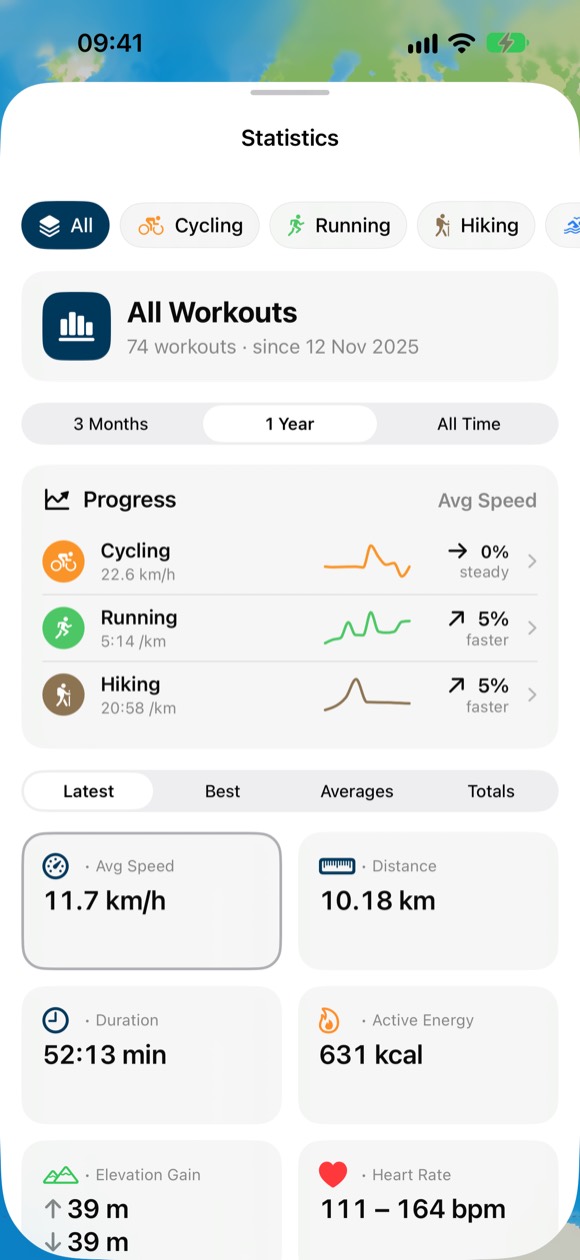 09:41
Statistics
All
Cycling
Running
Hiking
All Workouts
74 workouts · since 12 Nov 2025
3 Months
1 Year
All Time
Progress
Avg Speed
Cycling
22.6 km/h
→ 0%
steady
Running
5:14 /km
↗ 5%
faster
Hiking
20:58 /km
↗ 5%
faster
Latest
Best
Averages
Totals
· Avg Speed
11.7 km/h
· Distance
10.18 km
· Duration
52:13 min
· Active Energy
631 kcal
· Elevation Gain
↑ 39 m
↓ 39 m
· Heart Rate
111 – 164 bpm